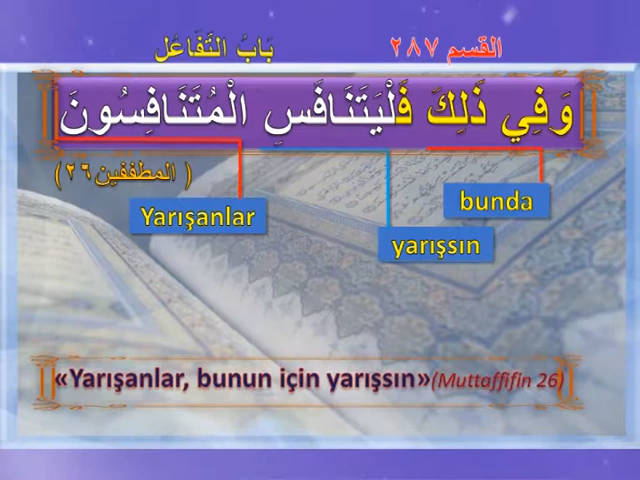 القسم ٢٨٧
بَابُ التَّفَاعُل
وَفِي ذَلِكَ فَلْيَتَنَافَسِ الْمُتَنَافِسُونَ
( المطففين٢٦)
bunda
Yarışanlar
yarışsın
«Yarışanlar, bunun için yarışsın»(Muttaffifin 26)